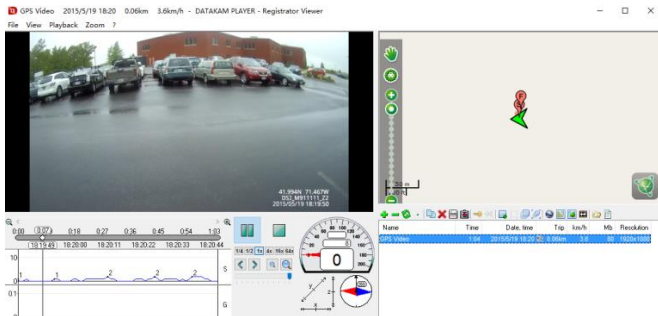 GPS Video 2015/5/19 18:20 0.06km 3.6km/h - DATAKAM PLAYER - Registrator Viewer
File View Playback Zoom ?
41.994N 71.467W
DSJ_M911111_Z2
2015/05/19 18:19:50
50 m
0:00 0:07 0:18 0:27 0:36 0:45 0:54 1:03
18:19:49 18:20:00 18:20:11 18:20:22 18:20:33 18:20:44
10
0
1 1 2 2 2
S
0.1
G
1/4 1/2 1x 4x 16x 64x
0
Name Time Date, time Trip km/h Mb Resolution
GPS Video 1:04 2015/5/19 18:20 0.06km 3.6 88 1920x1080